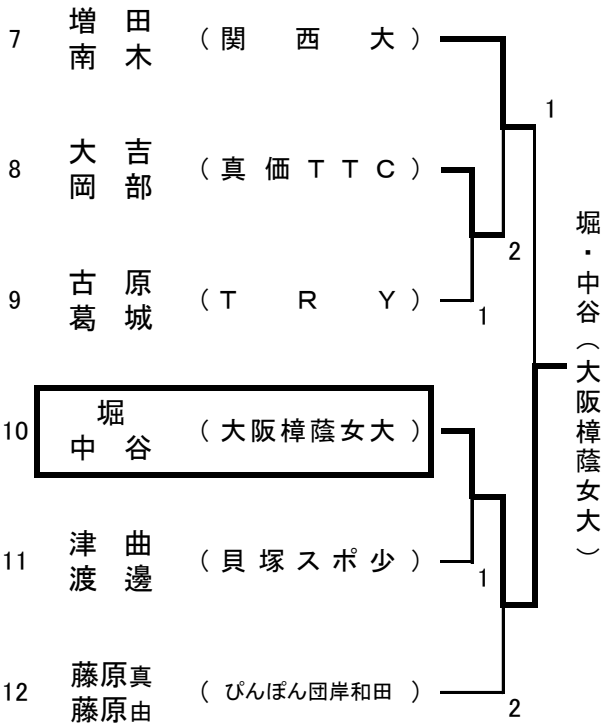 7 増田 南木 (関西大)
1
8 大吉 岡部 (真価TTC)
2
9 古原 葛城 (TRY)
1
堀・中谷(大阪樟蔭女大)
10 堀 中谷 (大阪樟蔭女大)
11 津曲 渡邊 (貝塚スポ少)
1
12 藤原真 藤原由 (ぴんぽん団岸和田)
2